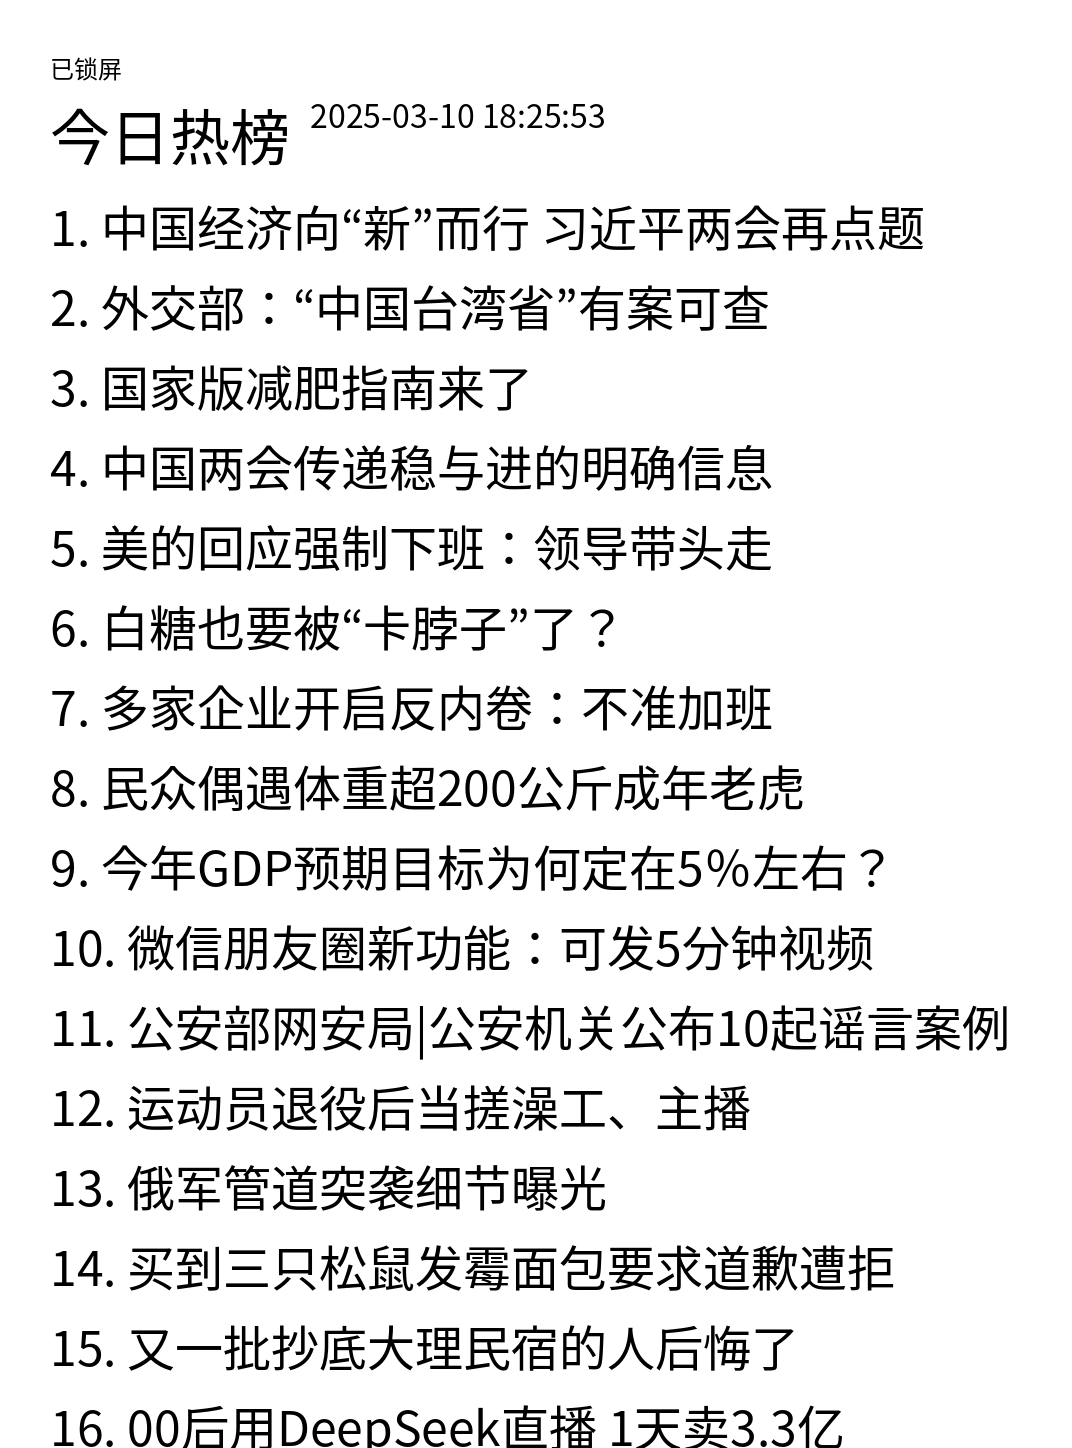 已锁屏
今日热榜 2025-03-10 18:25:53
1. 中国经济向“新”而行 习近平两会再点题
2. 外交部：“中国台湾省”有案可查
3. 国家版减肥指南来了
4. 中国两会传递稳与进的明确信息
5. 美的回应强制下班：领导带头走
6. 白糖也要被“卡脖子”了？
7. 多家企业开启反内卷：不准加班
8. 民众偶遇体重超200公斤成年老虎
9. 今年GDP预期目标为何定在5%左右？
10. 微信朋友圈新功能：可发5分钟视频
11. 公安部网安局|公安机关公布10起谣言案例
12. 运动员退役后当搓澡工、主播
13. 俄军管道突袭细节曝光
14. 买到三只松鼠发霉面包要求道歉遭拒
15. 又一批抄底大理民宿的人后悔了
16. 00后用DeepSeek直播 1天卖3.3亿